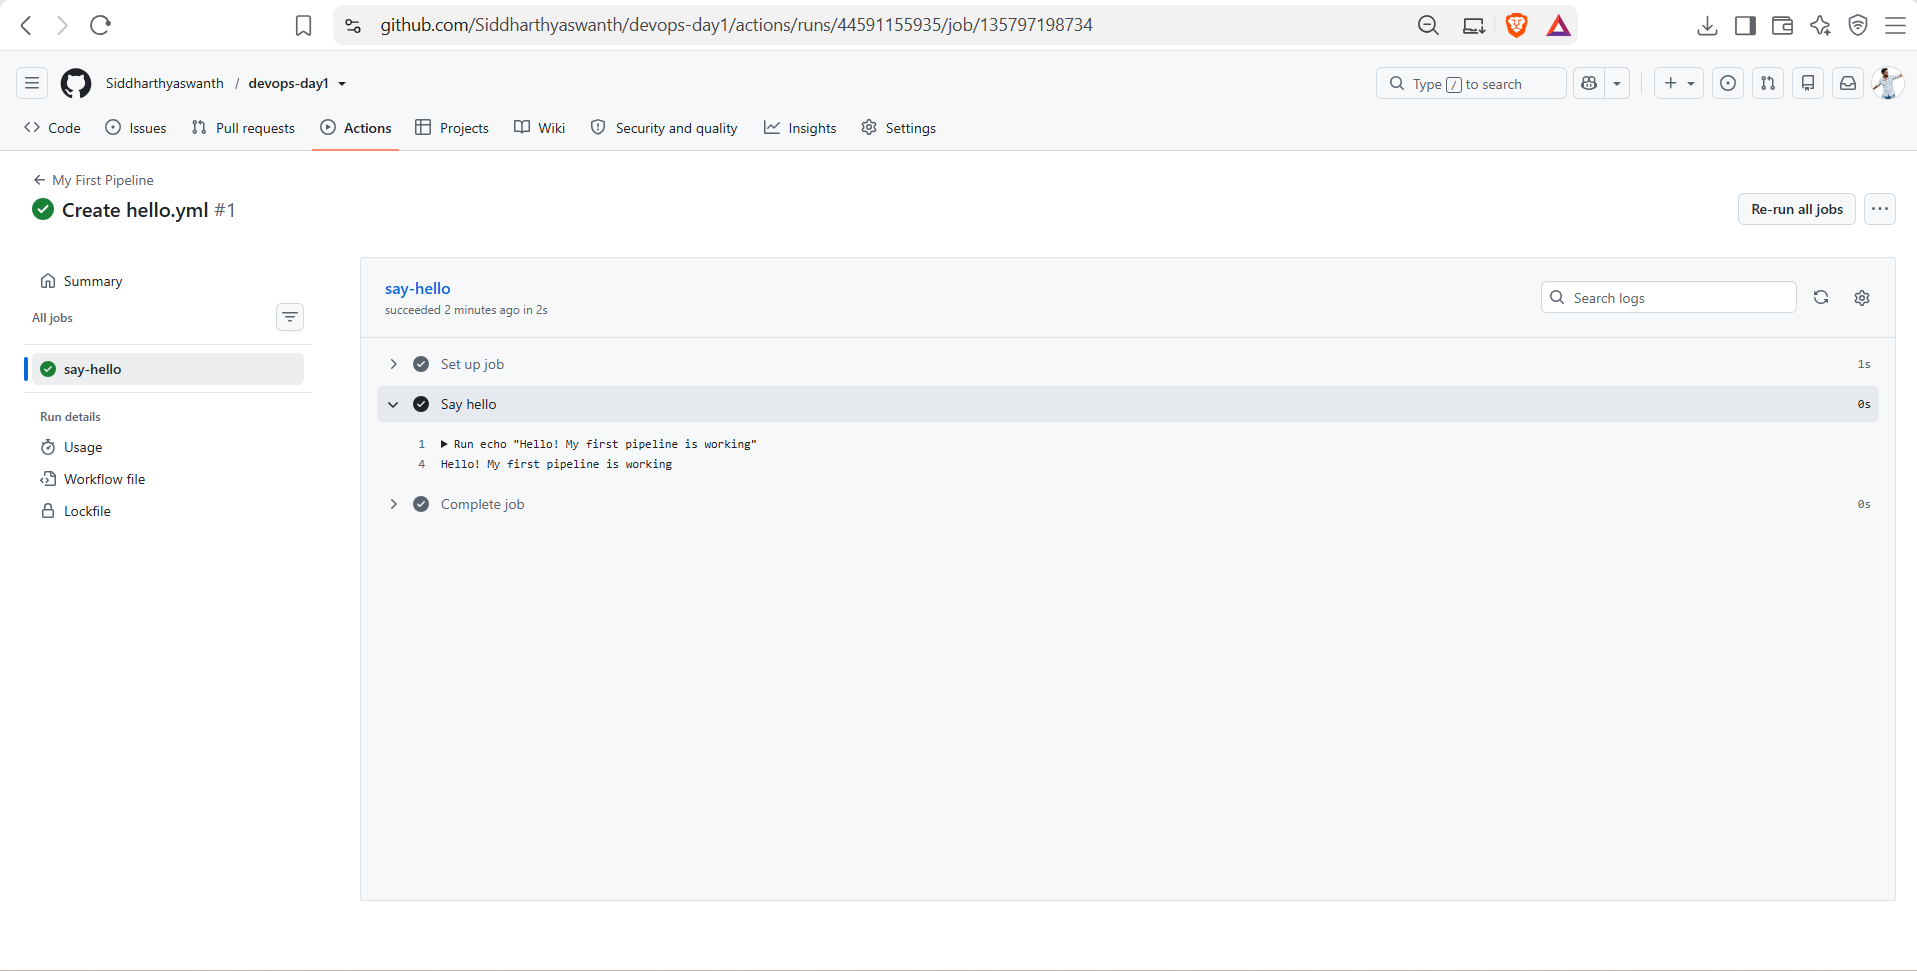 github.com/Siddharthyaswanth/devops-day1/actions/runs/44591155935/job/135797198734
Siddharthyaswanth / devops-day1
Type / to search
Code Issues Pull requests Actions Projects Wiki Security and quality Insights Settings
My First Pipeline
Create hello.yml #1
Re-run all jobs
Summary
All jobs
say-hello
Run details
Usage
Workflow file
Lockfile
say-hello
succeeded 2 minutes ago in 2s
Search logs
Set up job 1s
Say hello 0s
1 Run echo "Hello! My first pipeline is working"
4 Hello! My first pipeline is working
Complete job 0s